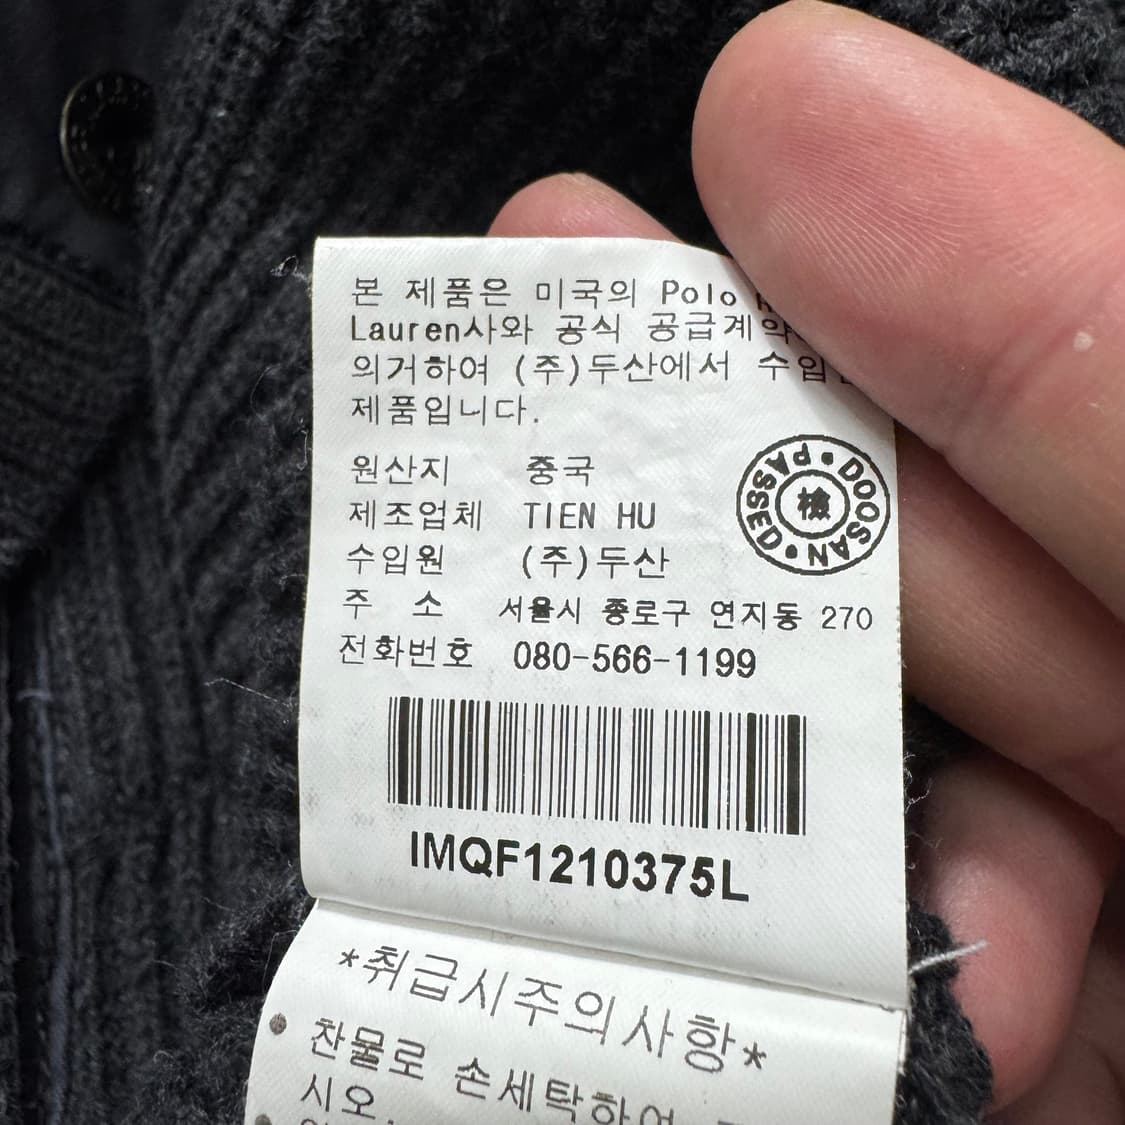 본 제품은 미국의 Polo
Lauren사와 공식 공급계약
의거하여 (주)두산에서 수입
제품입니다.
원산지 중국
제조업체 TIEN HU
수입원 (주)두산
주 소 서울시 종로구 연지동 270
전화번호 080-566-1199
DOOSAN • PASSED •
檢
IMQF1210375L
*취급시주의사항*
• 찬물로 손세탁하여
시오.